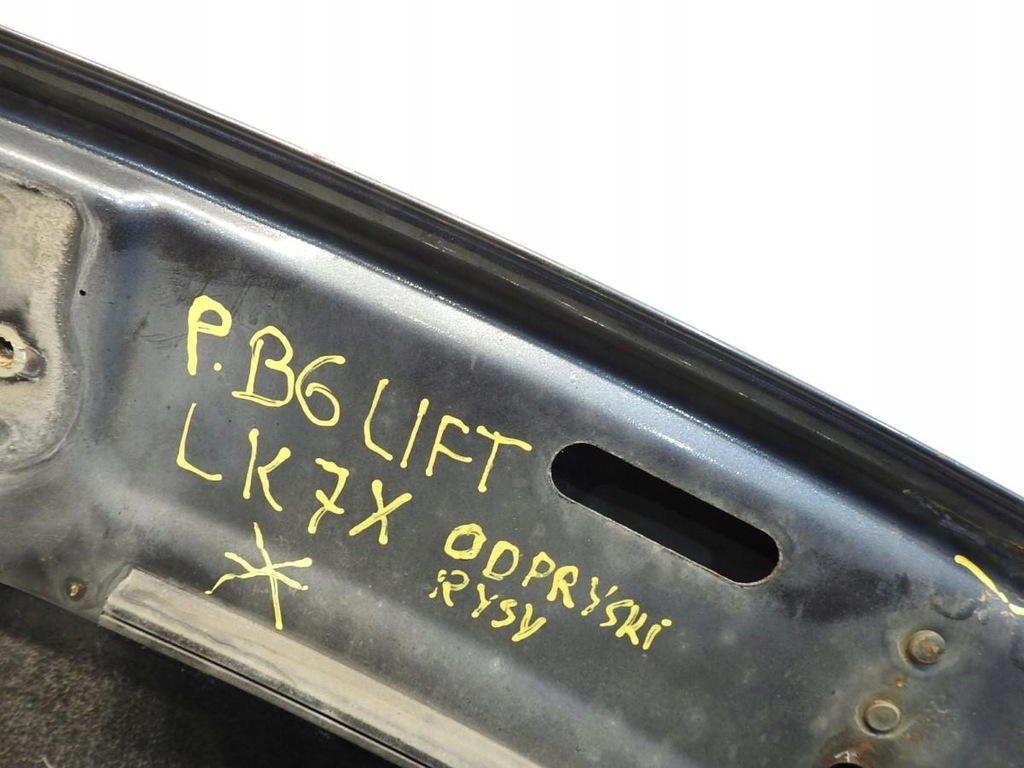 P.B6 LIFT
LK7X
ODPRYSKI
RYSY